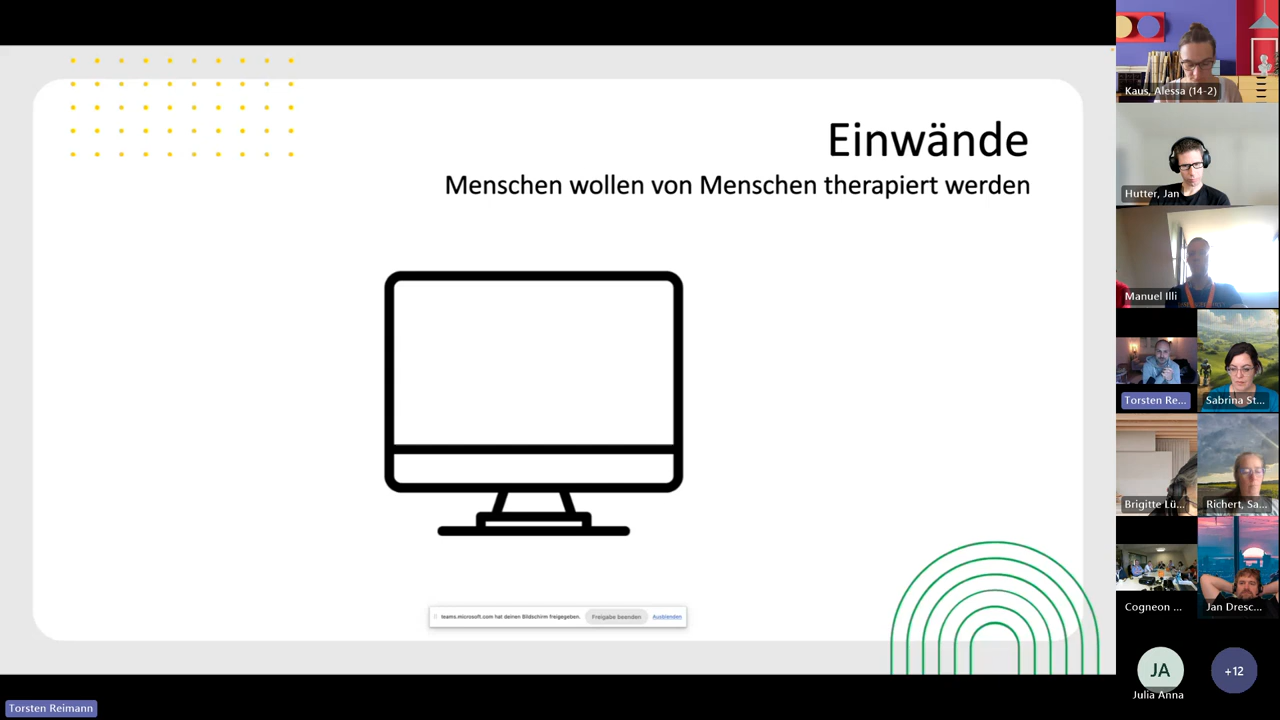 Einwände
Menschen wollen von Menschen therapiert werden
teams.microsoft.com hat deinen Bildschirm freigegeben.
Freigabe beenden
Ausblenden
Torsten Reimann
Kaus, Alessa (14-2)
Hutter, Jan
Manuel Illi
Torsten Re...
Sabrina St...
Brigitte Lü...
Richert, Sa...
Cogneon ...
Jan Dresc...
JA
Julia Anna
+12